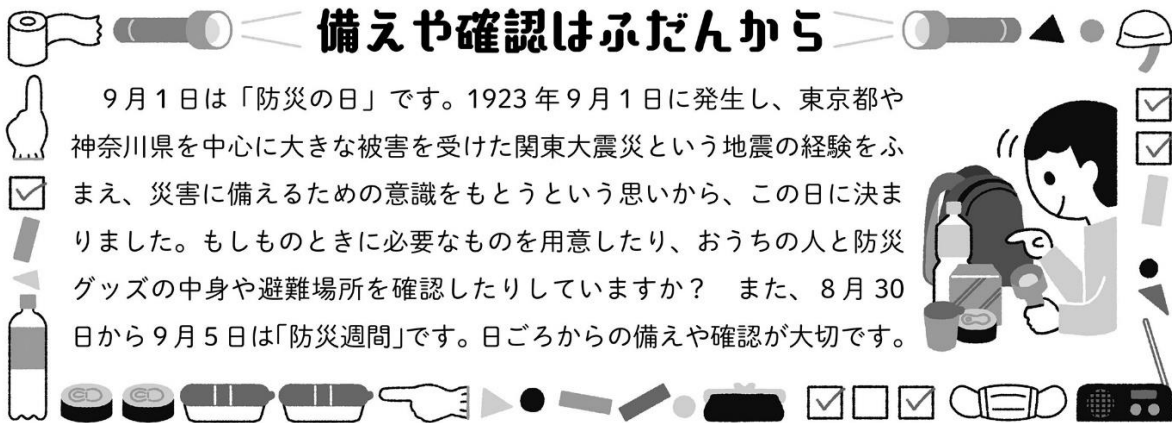 備えや確認はふだんから
９月１日は「防災の日」です。1923年９月１日に発生し、東京都や
神奈川県を中心に大きな被害を受けた関東大震災という地震の経験をふ
まえ、災害に備えるための意識をもとうという思いから、この日に決ま
りました。もしものときに必要なものを用意したり、おうちの人と防災
グッズの中身や避難場所を確認したりしていますか？　また、８月30
日から９月５日は「防災週間」です。日ごろからの備えや確認が大切です。